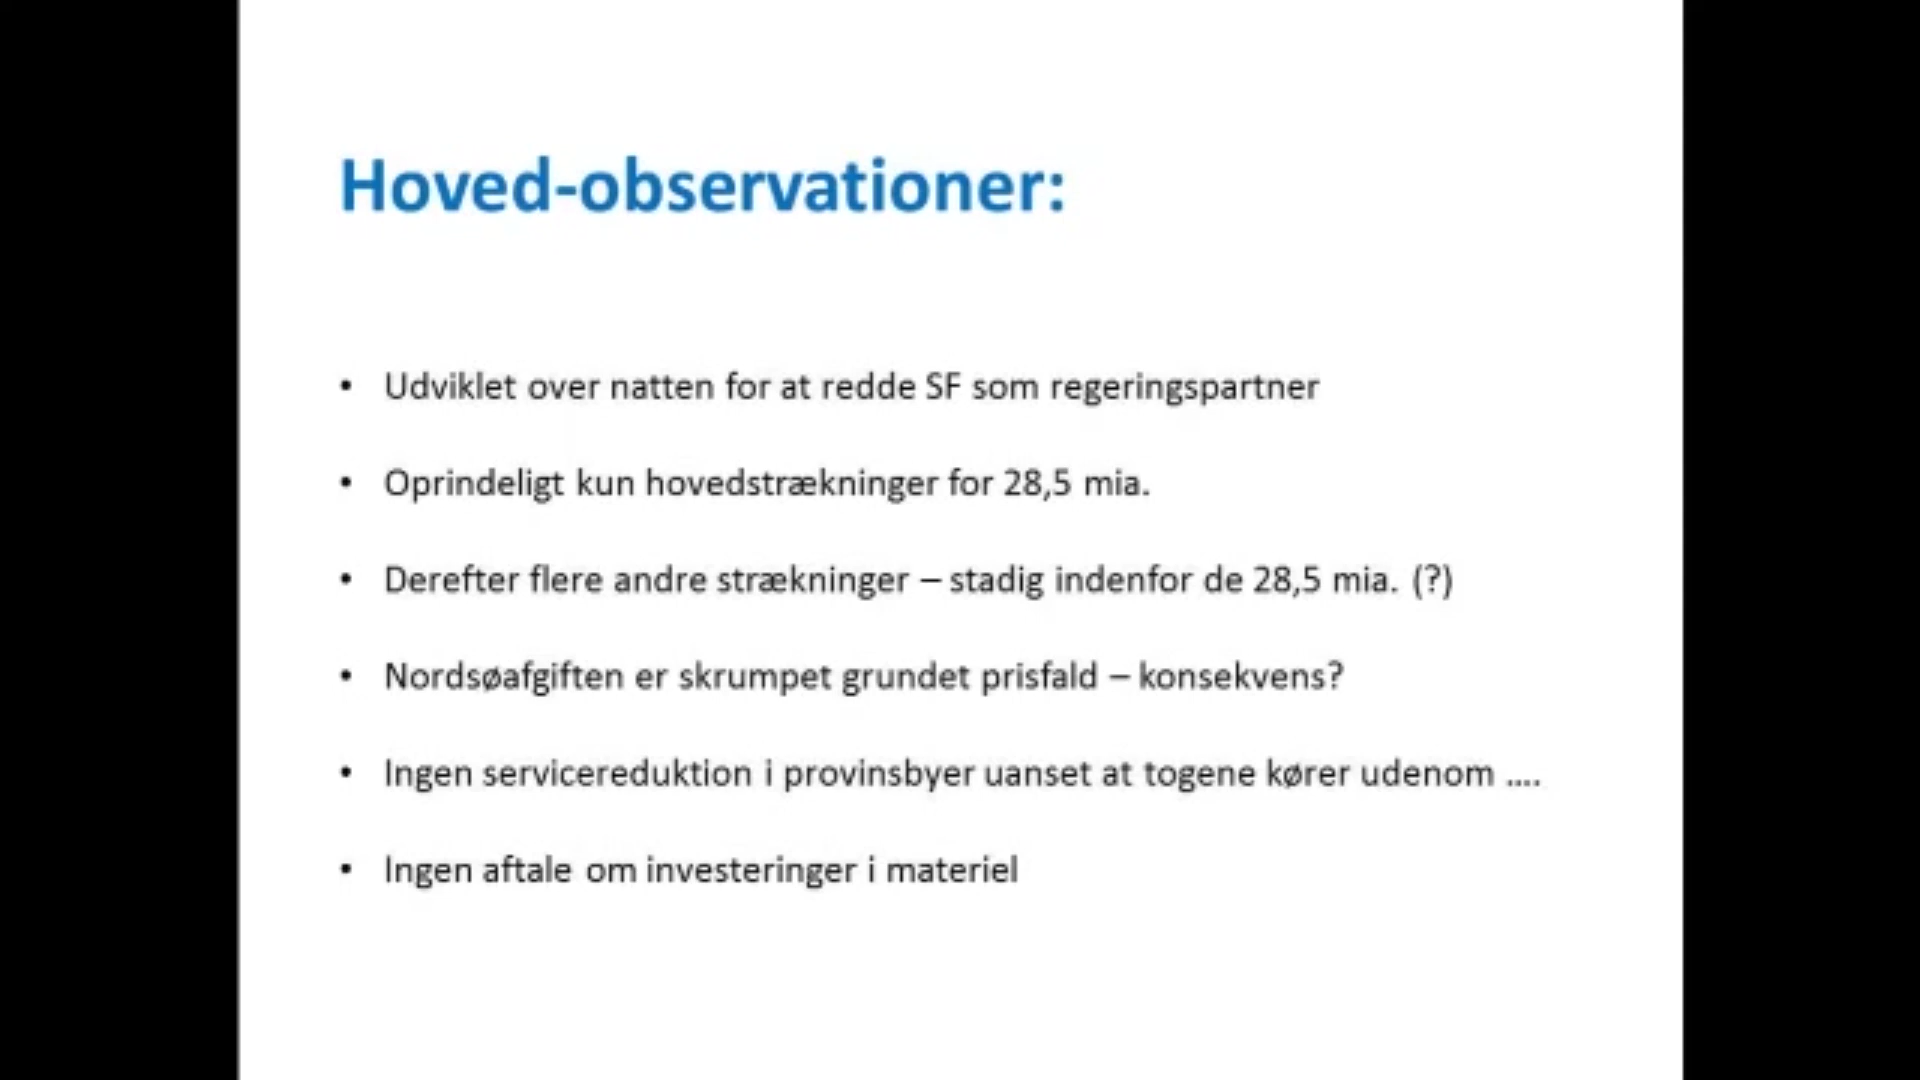 Hoved-observationer:
• Udviklet over natten for at redde SF som regeringspartner
• Oprindeligt kun hovedstrækninger for 28,5 mia.
• Derefter flere andre strækninger – stadig indenfor de 28,5 mia. (?)
• Nordsøafgiften er skrumpet grundet prisfald – konsekvens?
• Ingen servicereduktion i provinsbyer uanset at togene kører udenom ....
• Ingen aftale om investeringer i materiel